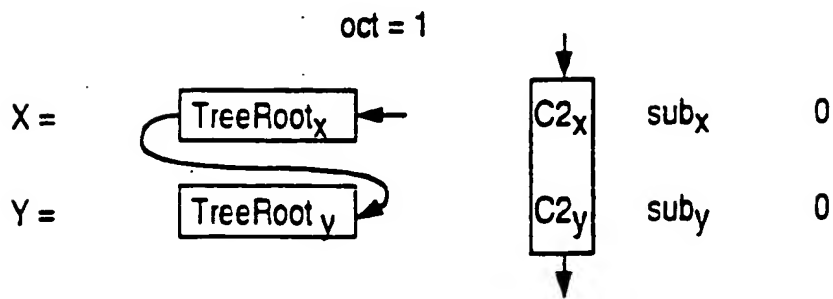 oct = 1
X = TreeRootx C2x subx 0
Y = TreeRooty C2y suby 0